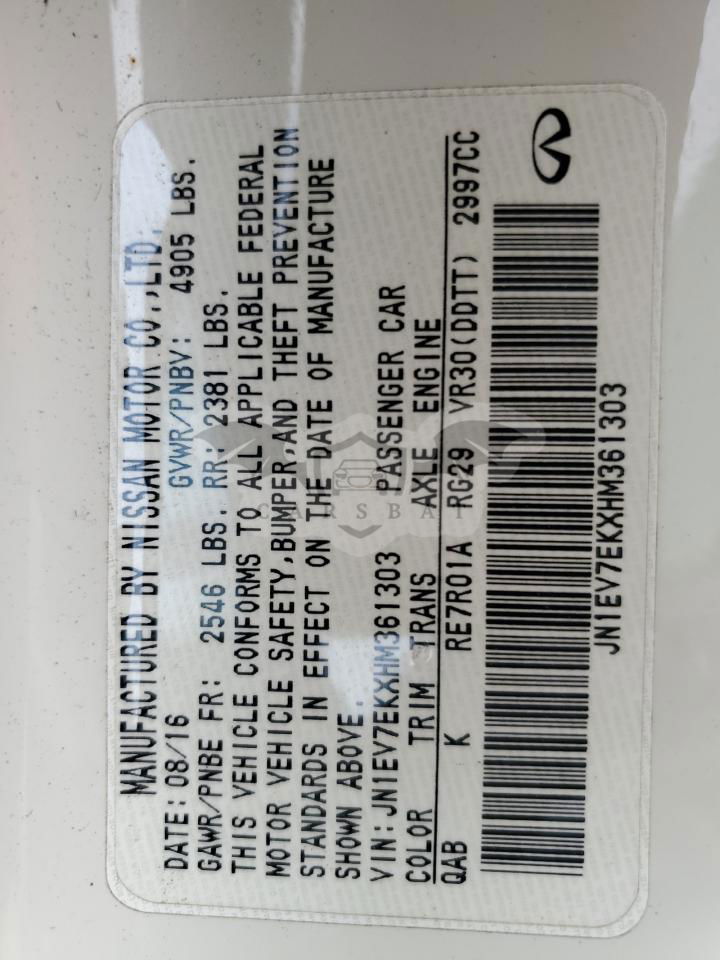 MANUFACTURED BY NISSAN MOTOR CO.,LTD.
DATE: 08/16 GVWR/PNBV: 4905 LBS.
GAWR/PNBE FR: 2546 LBS. RR: 2381 LBS.
THIS VEHICLE CONFORMS TO ALL APPLICABLE FEDERAL
MOTOR VEHICLE SAFETY,BUMPER,AND THEFT PREVENTION
STANDARDS IN EFFECT ON THE DATE OF MANUFACTURE
SHOWN ABOVE.
VIN: JN1EV7EKXHM361303 PASSENGER CAR
COLOR TRIM TRANS AXLE ENGINE
QAB K RE7R01A RG29 VR30(DDTT) 2997CC
JN1EV7EKXHM361303
CARSBAT